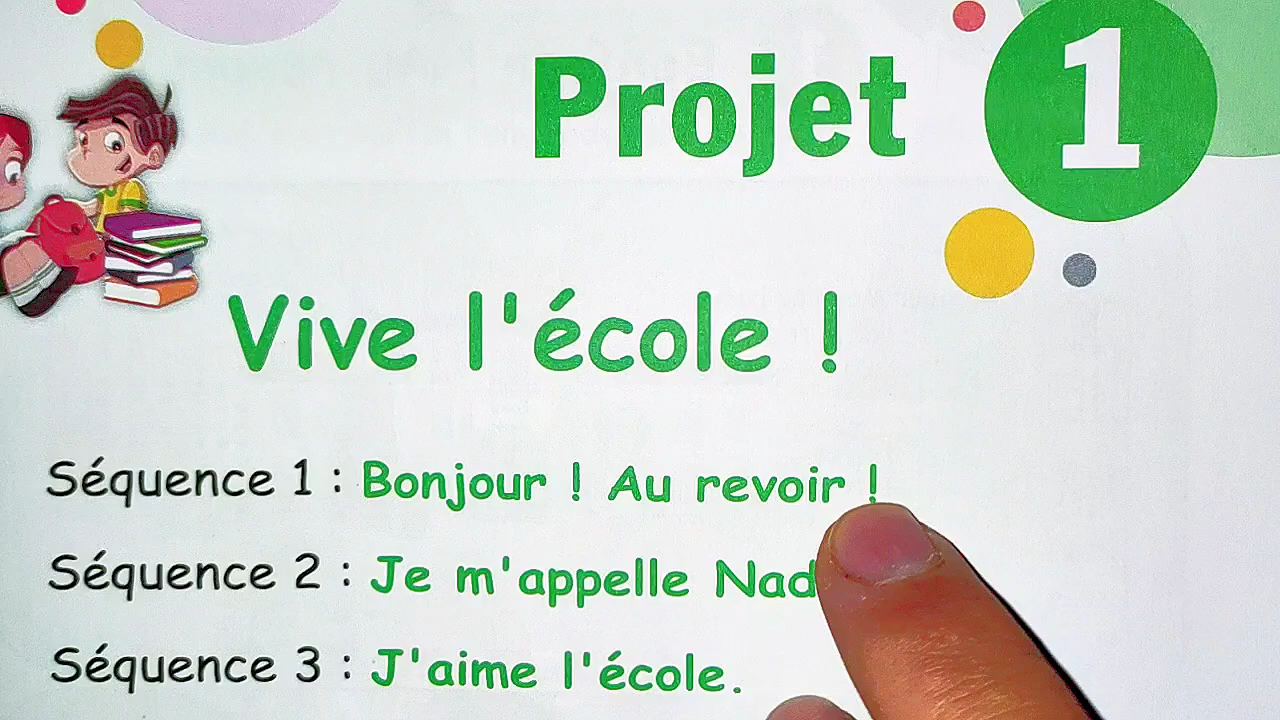 Projet 1
Vive l'école !
Séquence 1 : Bonjour ! Au revoir !
Séquence 2 : Je m'appelle
Séquence 3 : J'aime l'école.